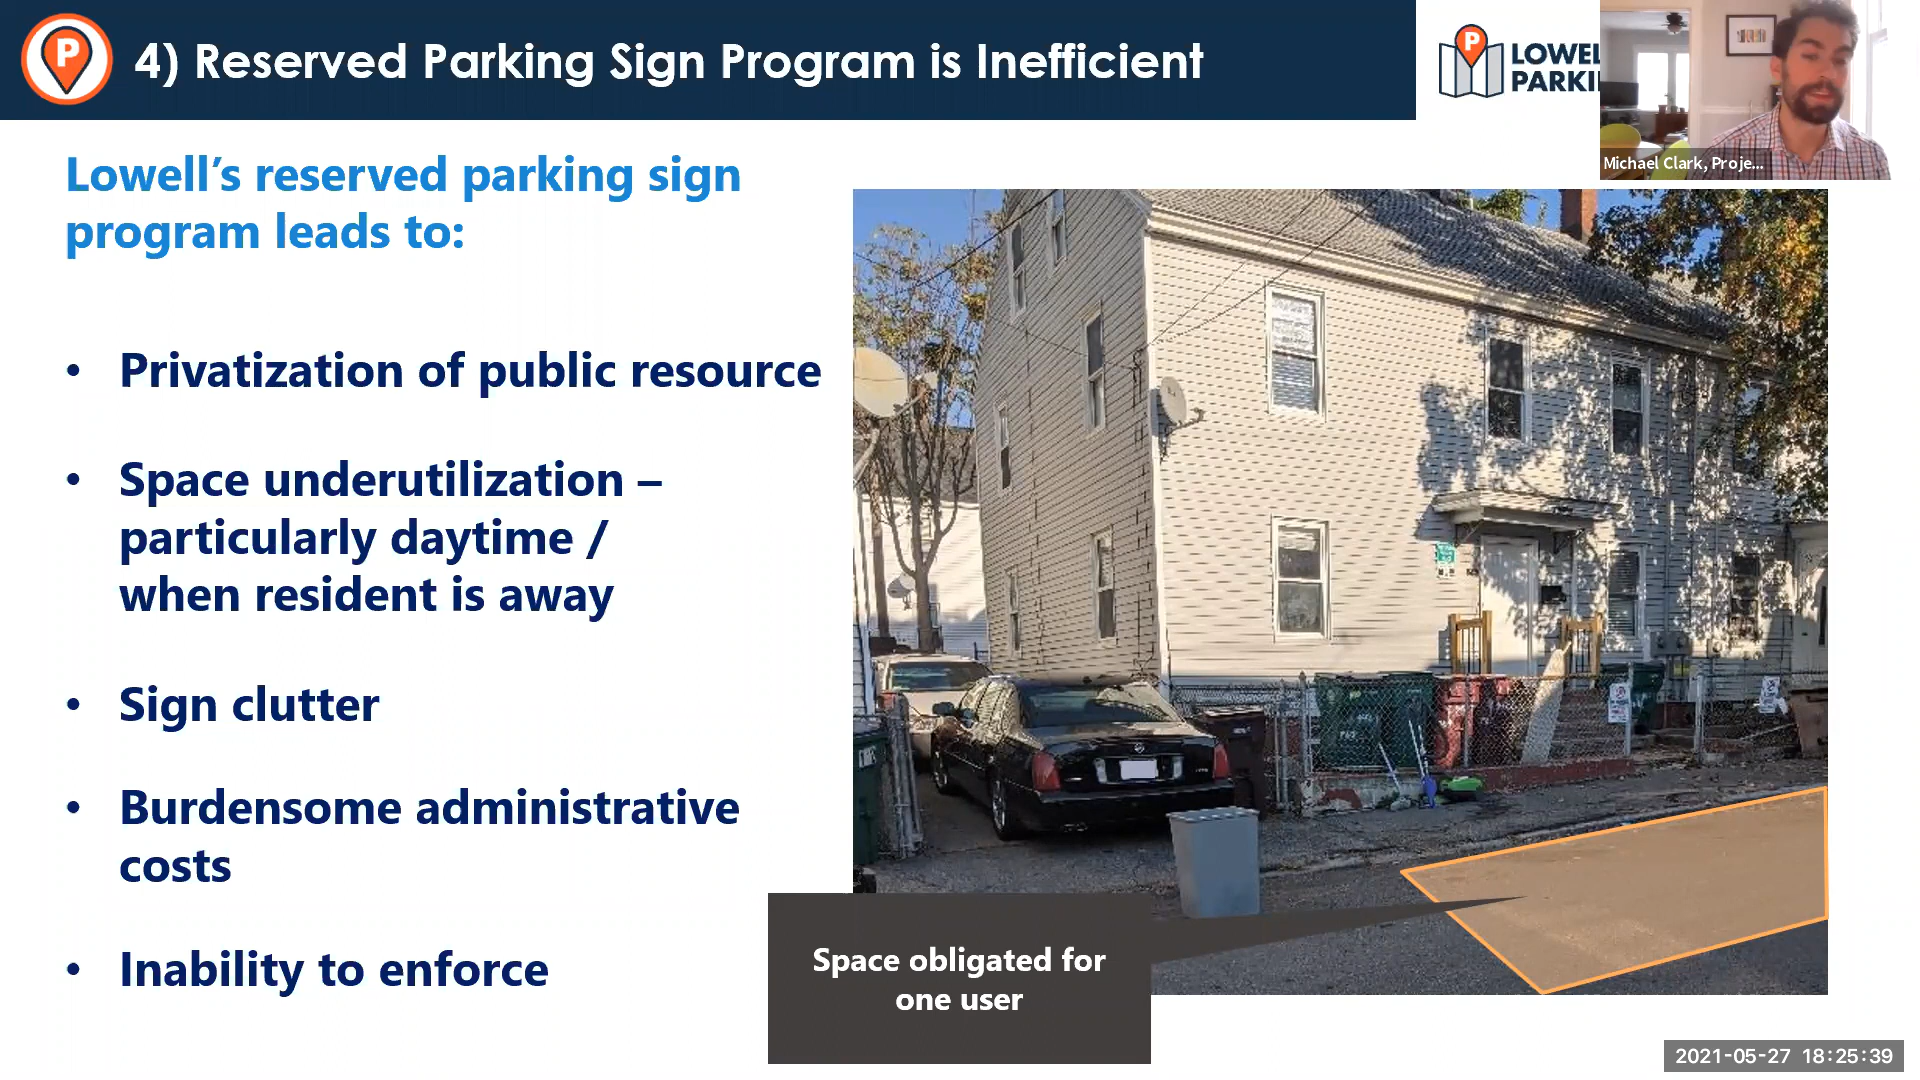 P
4) Reserved Parking Sign Program is Inefficient
P
LOWEL
PARKI
Michael Clark, Proje...
Lowell's reserved parking sign
program leads to:
• Privatization of public resource
• Space underutilization –
particularly daytime /
when resident is away
• Sign clutter
• Burdensome administrative
costs
• Inability to enforce
Space obligated for
one user
2021-05-27 18:25:39